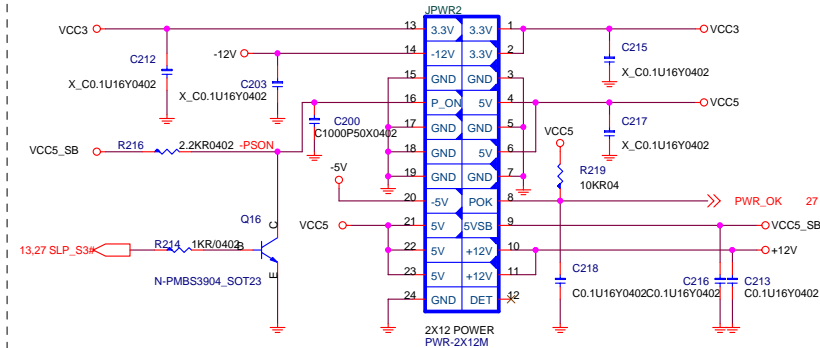 JPWR2
VCC3
13
3.3V
3.3V
1
VCC3
C212
X_C0.1U16Y0402
-12V
14
-12V
3.3V
2
C215
X_C0.1U16Y0402
C203
X_C0.1U16Y0402
15
GND
GND
3
16
P_ON
5V
4
VCC5
C200
C1000P50X0402
17
GND
GND
5
C217
X_C0.1U16Y0402
VCC5_SB
R216
2.2KR0402
-PSON
18
GND
5V
6
VCC5
-5V
19
GND
GND
7
R219
10KR04
20
-5V
POK
8
PWR_OK 27
Q16
C
VCC5
21
5V
5VSB
9
VCC5_SB
13,27 SLP_S3#
R214
1KR/0402
B
22
5V
+12V
10
+12V
E
23
5V
+12V
11
N-PMBS3904_SOT23
C218
C0.1U16Y0402
C216
C0.1U16Y0402
C213
C0.1U16Y0402
24
GND
DET
12
2X12 POWER
PWR-2X12M